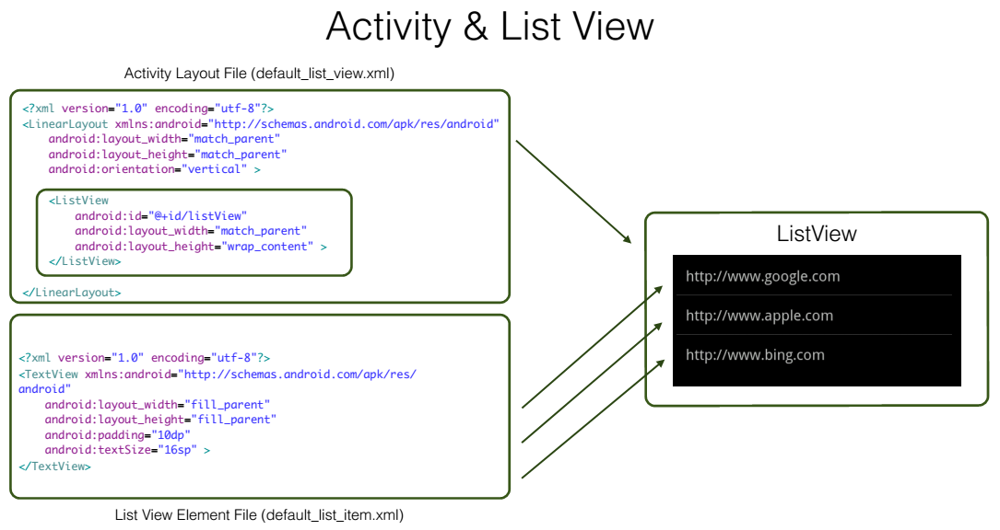 Activity & List View
Activity Layout File (default_list_view.xml)
<?xml version="1.0" encoding="utf-8"?>
<LinearLayout xmlns:android="http://schemas.android.com/apk/res/android"
android:layout_width="match_parent"
android:layout_height="match_parent"
android:orientation="vertical" >
<ListView
android:id="@+id/listView"
android:layout_width="match_parent"
android:layout_height="wrap_content" >
</ListView>
</LinearLayout>
<?xml version="1.0" encoding="utf-8"?>
<TextView xmlns:android="http://schemas.android.com/apk/res/
android"
android:layout_width="fill_parent"
android:layout_height="fill_parent"
android:padding="10dp"
android:textSize="16sp" >
</TextView>
List View Element File (default_list_item.xml)
ListView
http://www.google.com
http://www.apple.com
http://www.bing.com